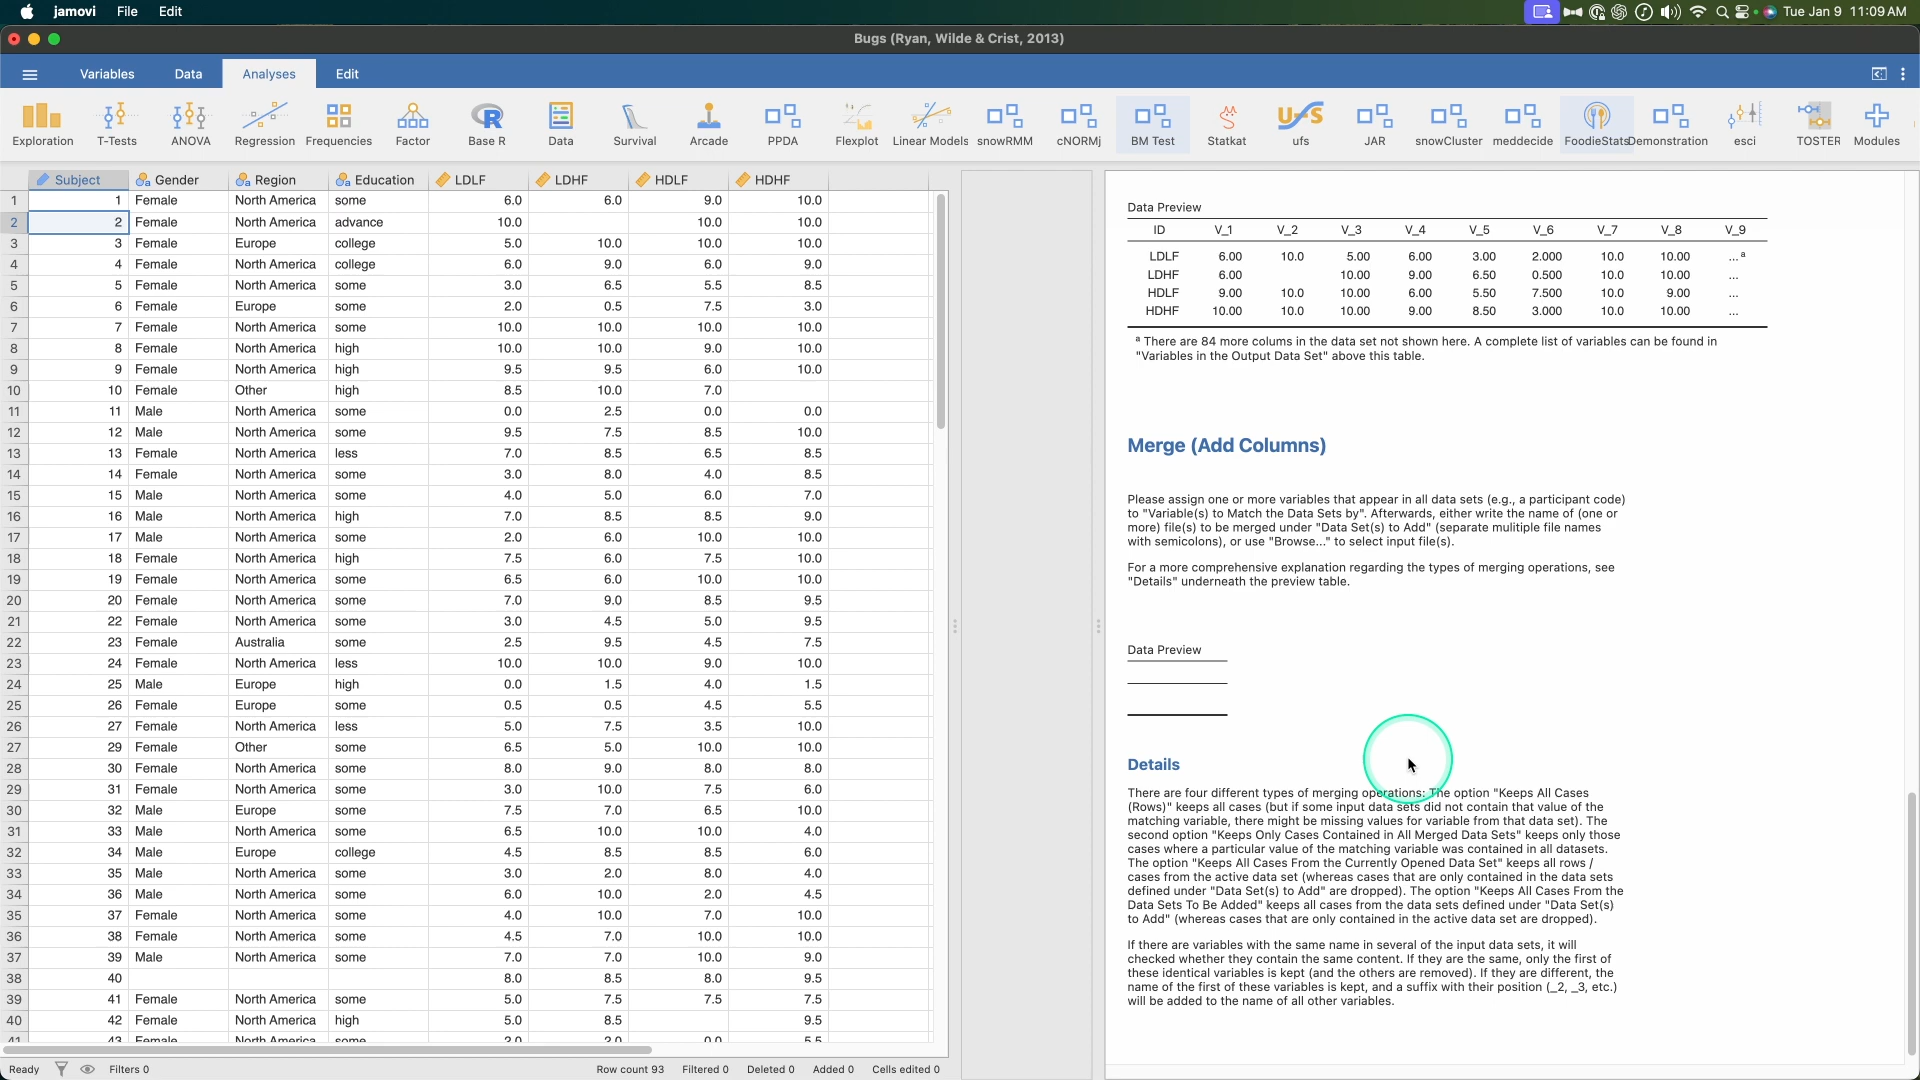 jamovi File Edit
Tue Jan 9 11:09 AM
Bugs (Ryan, Wilde & Crist, 2013)
Variables Data Analyses Edit
Exploration T-Tests ANOVA Regression Frequencies Factor Base R Data Survival Arcade PPDA Flexplot Linear Models snowRMM cNORMj BM Test Statkat ufs JAR snowCluster meddecide FoodieStats Demonstration esci TOSTER Modules
Subject Gender Region Education LDLF LDHF HDLF HDHF
1 1 Female North America some 6.0 6.0 9.0 10.0
2 2 Female North America advance 10.0 10.0 10.0
3 3 Female Europe college 5.0 10.0 10.0 10.0
4 4 Female North America college 6.0 9.0 6.0 9.0
5 5 Female North America some 3.0 6.5 5.5 8.5
6 6 Female Europe some 2.0 0.5 7.5 3.0
7 7 Female North America some 10.0 10.0 10.0 10.0
8 8 Female North America high 10.0 10.0 9.0 10.0
9 9 Female North America high 9.5 9.5 6.0 10.0
10 10 Female Other high 8.5 10.0 7.0
11 11 Male North America some 0.0 2.5 0.0 0.0
12 12 Male North America some 9.5 7.5 8.5 10.0
13 13 Female North America less 7.0 8.5 6.5 8.5
14 14 Female North America some 3.0 8.0 4.0 8.5
15 15 Male North America some 4.0 5.0 6.0 7.0
16 16 Male North America high 7.0 8.5 8.5 9.0
17 17 Male North America some 2.0 6.0 10.0 10.0
18 18 Female North America high 7.5 6.0 7.5 10.0
19 19 Female North America some 6.5 6.0 10.0 10.0
20 20 Female North America some 7.0 9.0 8.5 9.5
21 22 Female North America some 3.0 4.5 5.0 9.5
22 23 Female Australia some 2.5 9.5 4.5 7.5
23 24 Female North America less 10.0 10.0 9.0 10.0
24 25 Male Europe high 0.0 1.5 4.0 1.5
25 26 Female Europe some 0.5 0.5 4.5 5.5
26 27 Female North America less 5.0 7.5 3.5 10.0
27 29 Female Other some 6.5 5.0 10.0 10.0
28 30 Female North America some 8.0 9.0 8.0 8.0
29 31 Female North America some 3.0 10.0 7.5 6.0
30 32 Male Europe some 7.5 7.0 6.5 10.0
31 33 Male North America some 6.5 10.0 10.0 4.0
32 34 Male Europe college 4.5 8.5 8.5 6.0
33 35 Male North America some 3.0 2.0 8.0 4.0
34 36 Male North America some 6.0 10.0 2.0 4.5
35 37 Female North America some 4.0 10.0 7.0 10.0
36 38 Female North America some 4.5 7.0 10.0 10.0
37 39 Male North America some 7.0 7.0 10.0 9.0
38 40 8.0 8.5 8.0 9.5
39 41 Female North America some 5.0 7.5 7.5 7.5
40 42 Female North America high 5.0 8.5 9.5
41 43 Female North America some 2.0 2.0 0.0 5.5
Ready Filters 0 Row count 93 Filtered 0 Deleted 0 Added 0 Cells edited 0
Data Preview
ID V_1 V_2 V_3 V_4 V_5 V_6 V_7 V_8 V_9
LDLF 6.00 10.0 5.00 6.00 3.00 2.000 10.0 10.00 ... ᵃ
LDHF 6.00 10.00 9.00 6.50 0.500 10.0 10.00 ...
HDLF 9.00 10.0 10.00 6.00 5.50 7.500 10.0 9.00 ...
HDHF 10.00 10.0 10.00 9.00 8.50 3.000 10.0 10.00 ...
ᵃ There are 84 more colums in the data set not shown here. A complete list of variables can be found in
"Variables in the Output Data Set" above this table.
Merge (Add Columns)
Please assign one or more variables that appear in all data sets (e.g., a participant code)
to "Variable(s) to Match the Data Sets by". Afterwards, either write the name of (one or
more) file(s) to be merged under "Data Set(s) to Add" (separate mulitiple file names
with semicolons), or use "Browse..." to select input file(s).
For a more comprehensive explanation regarding the types of merging operations, see
"Details" underneath the preview table.
Data Preview
Details
There are four different types of merging operations: The option "Keeps All Cases
(Rows)" keeps all cases (but if some input data sets did not contain that value of the
matching variable, there might be missing values for variable from that data set). The
second option "Keeps Only Cases Contained in All Merged Data Sets" keeps only those
cases where a particular value of the matching variable was contained in all datasets.
The option "Keeps All Cases From the Currently Opened Data Set" keeps all rows /
cases from the active data set (whereas cases that are only contained in the data sets
defined under "Data Set(s) to Add" are dropped). The option "Keeps All Cases From the
Data Sets To Be Added" keeps all cases from the data sets defined under "Data Set(s)
to Add" (whereas cases that are only contained in the active data set are dropped).
If there are variables with the same name in several of the input data sets, it will
checked whether they contain the same content. If they are the same, only the first of
these identical variables is kept (and the others are removed). If they are different, the
name of the first of these variables is kept, and a suffix with their position (_2, _3, etc.)
will be added to the name of all other variables.